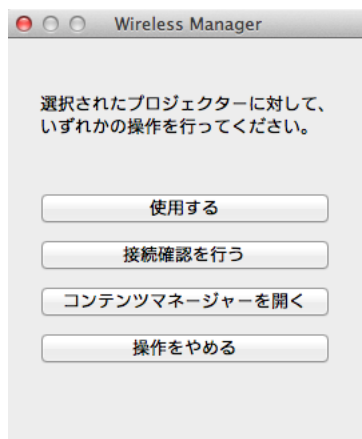 Wireless Manager
選択されたプロジェクターに対して、
いずれかの操作を行ってください。
使用する
接続確認を行う
コンテンツマネージャーを開く
操作をやめる